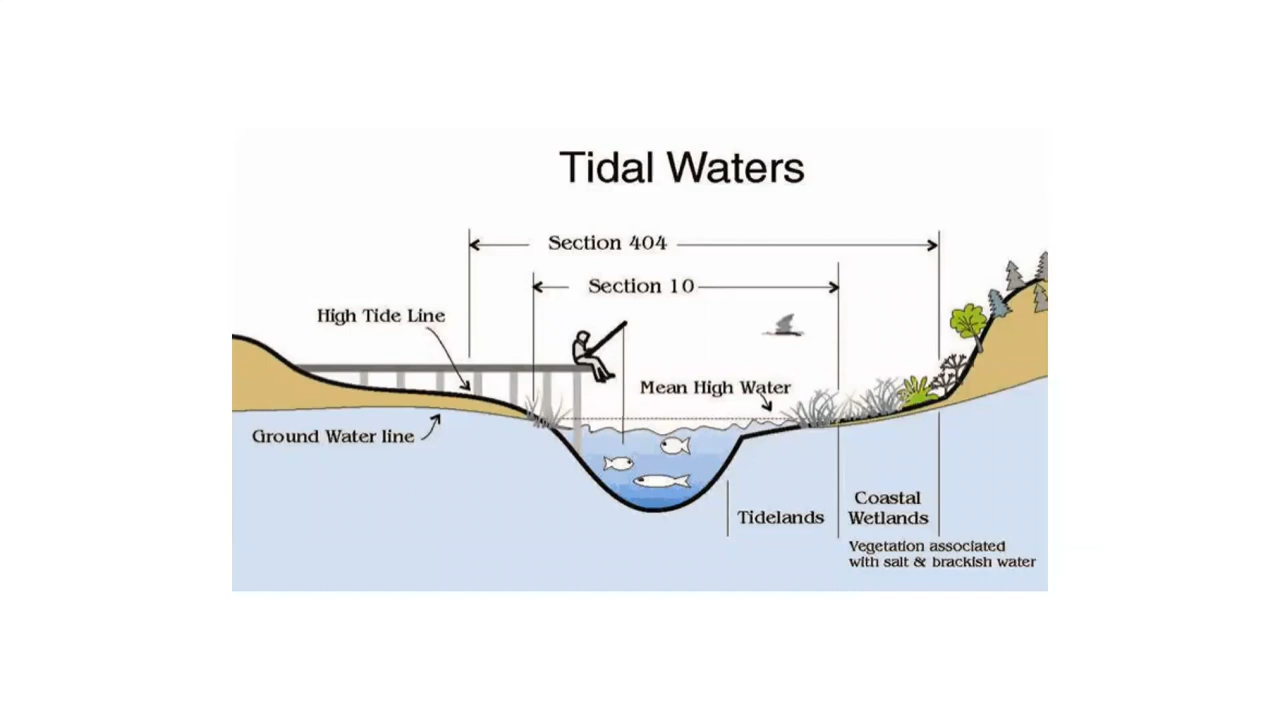 Tidal Waters
Section 404
Section 10
High Tide Line
Mean High Water
Ground Water line
Tidelands
Coastal
Wetlands
Vegetation associated
with salt & brackish water